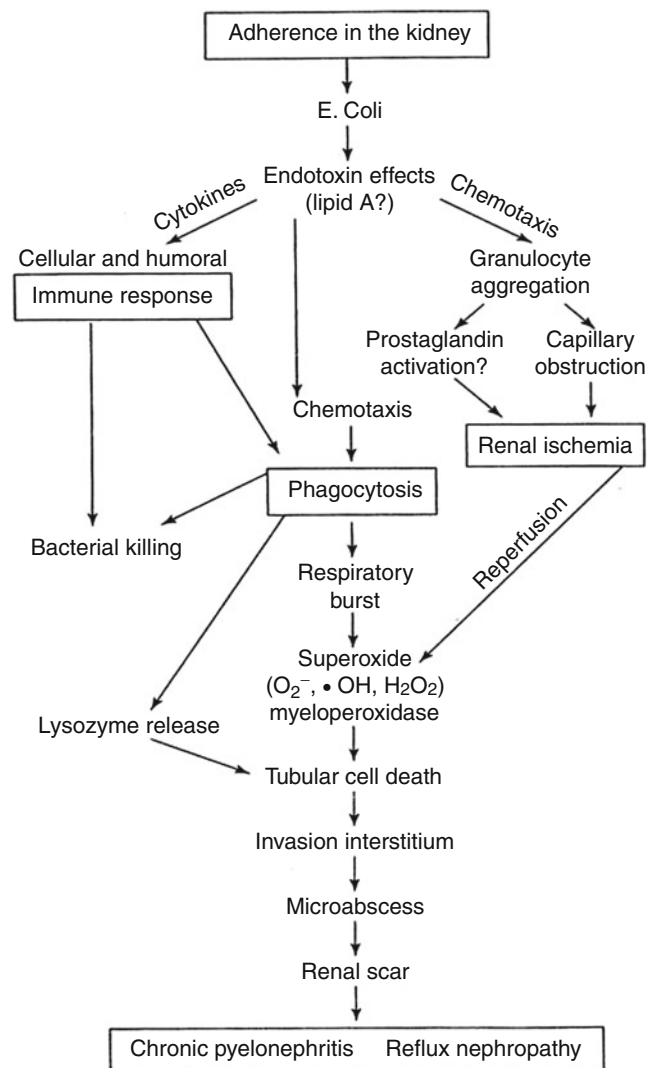 Adherence in the kidney
E. Coli
Endotoxin effects
(lipid A?)
Cytokines
Chemotaxis
Cellular and humoral
Immune response
Granulocyte
aggregation
Prostaglandin
activation?
Capillary
obstruction
Chemotaxis
Renal ischemia
Phagocytosis
Bacterial killing
Reperfusion
Respiratory
burst
Superoxide
(O₂⁻, • OH, H₂O₂)
myeloperoxidase
Lysozyme release
Tubular cell death
Invasion interstitium
Microabscess
Renal scar
Chronic pyelonephritis Reflux nephropathy